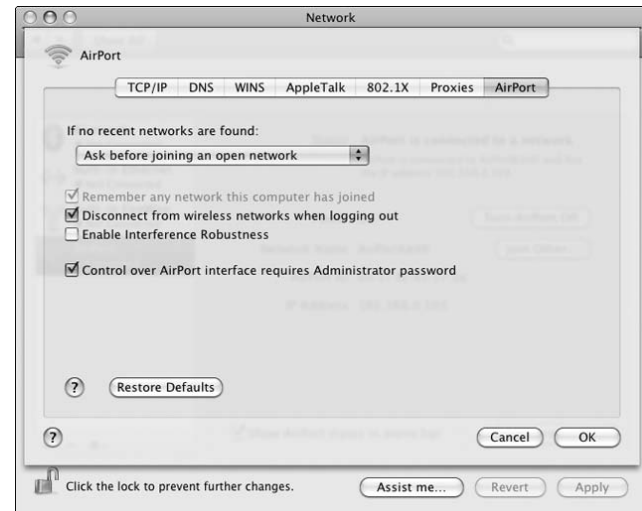 Network
Show All
AirPort
TCP/IP DNS WINS AppleTalk 802.1X Proxies AirPort
If no recent networks are found:
Ask before joining an open network
Remember any network this computer has joined
Disconnect from wireless networks when logging out
Enable Interference Robustness
Control over AirPort interface requires Administrator password
? Restore Defaults
? Cancel OK
Click the lock to prevent further changes. Assist me... Revert Apply